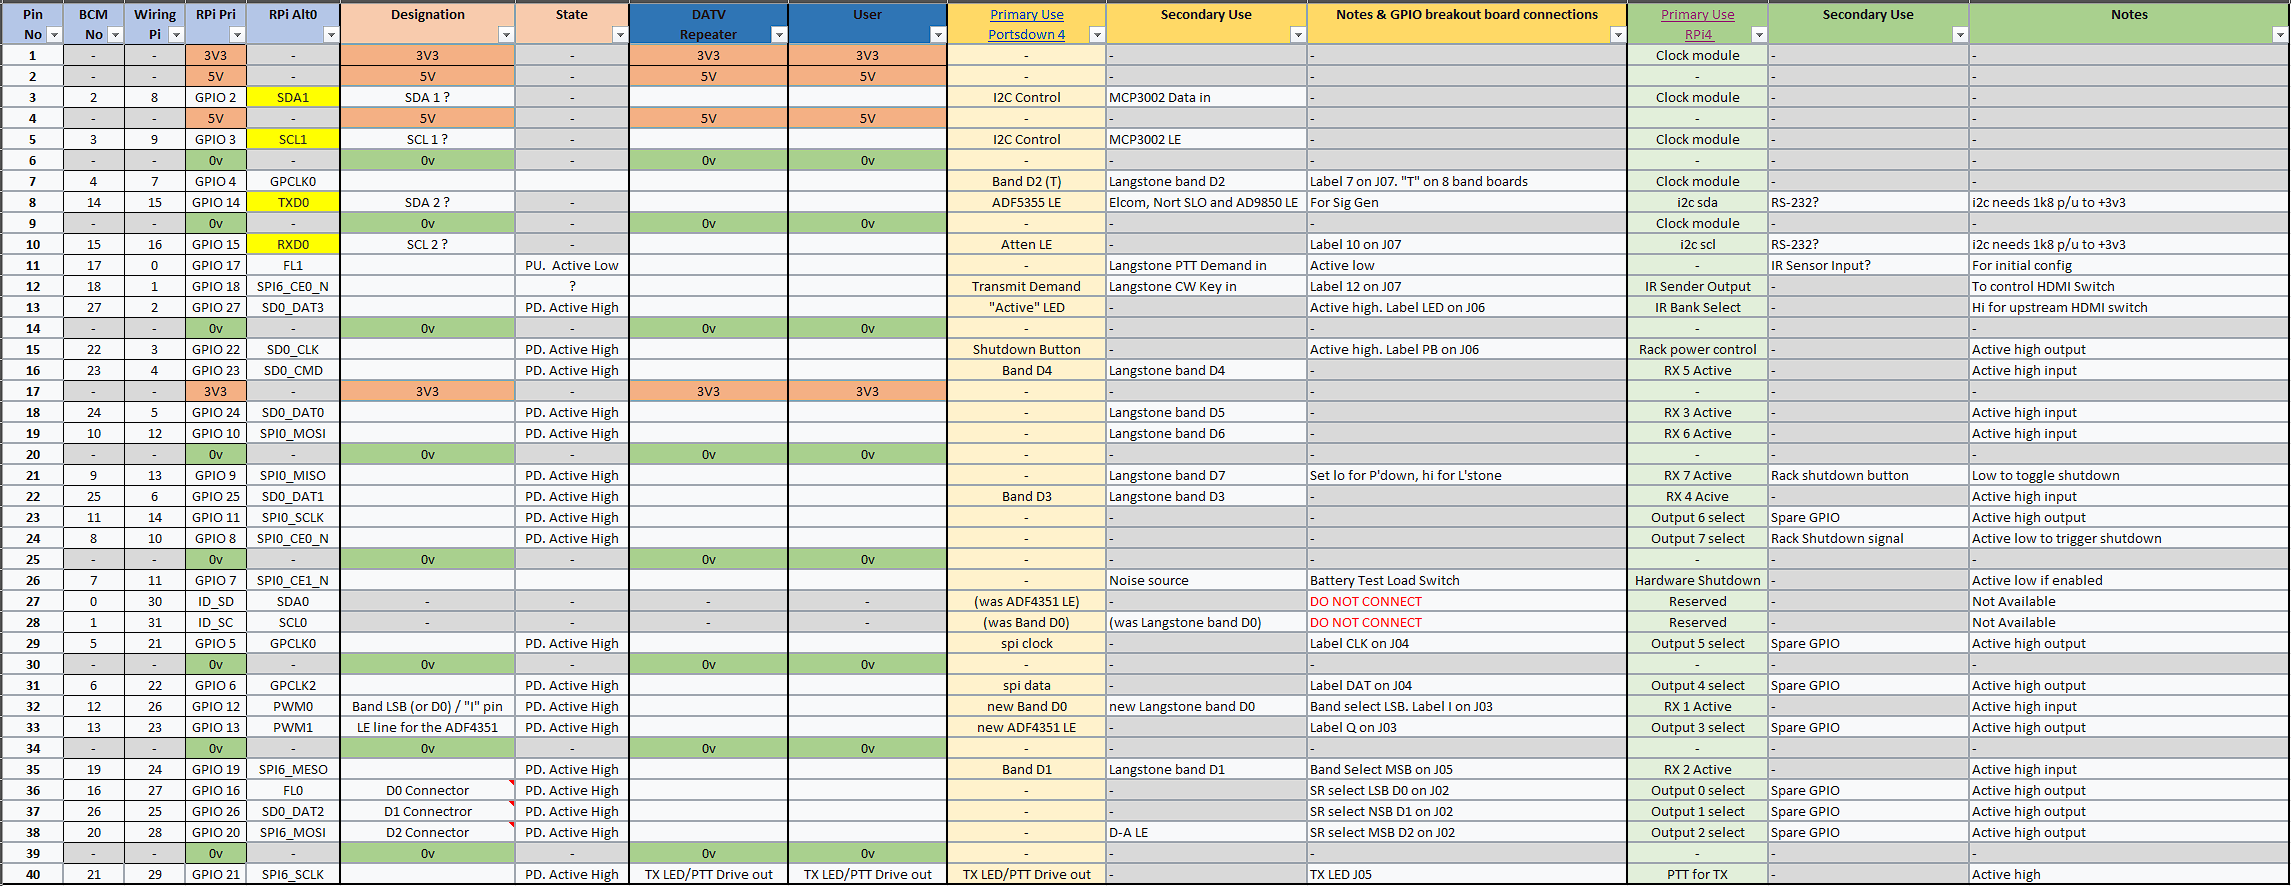 Pin No | BCM No | Wiring Pi | RPi Pri | RPi Alt0 | Designation | State | DATV Repeater | User | Primary Use Portsdown 4 | Secondary Use | Notes & GPIO breakout board connections | Primary Use RPi4 | Secondary Use | Notes
1 | - | - | 3V3 | - | 3V3 | - | 3V3 | 3V3 | - | - | - | Clock module | - | -
2 | - | - | 5V | - | 5V | - | 5V | 5V | - | - | - | - | - | -
3 | 2 | 8 | GPIO 2 | SDA1 | SDA 1 ? | - | | | I2C Control | MCP3002 Data in | - | Clock module | - | -
4 | - | - | 5V | - | 5V | - | 5V | 5V | - | - | - | - | - | -
5 | 3 | 9 | GPIO 3 | SCL1 | SCL 1 ? | - | | | I2C Control | MCP3002 LE | - | Clock module | - | -
6 | - | - | 0v | - | 0v | - | 0v | 0v | - | - | - | - | - | -
7 | 4 | 7 | GPIO 4 | GPCLK0 | | | | | Band D2 (T) | Langstone band D2 | Label 7 on J07. "T" on 8 band boards | Clock module | - | -
8 | 14 | 15 | GPIO 14 | TXD0 | SDA 2 ? | - | | | ADF5355 LE | Elcom, Nort SLO and AD9850 LE | For Sig Gen | i2c sda | RS-232? | i2c needs 1k8 p/u to +3v3
9 | - | - | 0v | - | 0v | - | 0v | 0v | - | - | - | Clock module | - | -
10 | 15 | 16 | GPIO 15 | RXD0 | SCL 2 ? | - | | | Atten LE | - | Label 10 on J07 | i2c scl | RS-232? | i2c needs 1k8 p/u to +3v3
11 | 17 | 0 | GPIO 17 | FL1 | | PU. Active Low | | | - | Langstone PTT Demand in | Active low | - | IR Sensor Input? | For initial config
12 | 18 | 1 | GPIO 18 | SPI6_CE0_N | | ? | | | Transmit Demand | Langstone CW Key in | Label 12 on J07 | IR Sender Output | - | To control HDMI Switch
13 | 27 | 2 | GPIO 27 | SD0_DAT3 | | PD. Active High | | | "Active" LED | - | Active high. Label LED on J06 | IR Bank Select | - | Hi for upstream HDMI switch
14 | - | - | 0v | - | 0v | - | 0v | 0v | - | - | - | - | - | -
15 | 22 | 3 | GPIO 22 | SD0_CLK | | PD. Active High | | | Shutdown Button | - | Active high. Label PB on J06 | Rack power control | - | Active high output
16 | 23 | 4 | GPIO 23 | SD0_CMD | | PD. Active High | | | Band D4 | Langstone band D4 | - | RX 5 Active | - | Active high input
17 | - | - | 3V3 | - | 3V3 | - | 3V3 | 3V3 | - | - | - | - | - | -
18 | 24 | 5 | GPIO 24 | SD0_DAT0 | | PD. Active High | | | - | Langstone band D5 | - | RX 3 Active | - | Active high input
19 | 10 | 12 | GPIO 10 | SPI0_MOSI | | PD. Active High | | | - | Langstone band D6 | - | RX 6 Active | - | Active high input
20 | - | - | 0v | - | 0v | - | 0v | 0v | - | - | - | - | - | -
21 | 9 | 13 | GPIO 9 | SPI0_MISO | | PD. Active High | | | - | Langstone band D7 | Set lo for P'down, hi for L'stone | RX 7 Active | Rack shutdown button | Low to toggle shutdown
22 | 25 | 6 | GPIO 25 | SD0_DAT1 | | PD. Active High | | | Band D3 | Langstone band D3 | - | RX 4 Acive | - | Active high input
23 | 11 | 14 | GPIO 11 | SPI0_SCLK | | PD. Active High | | | - | - | - | Output 6 select | Spare GPIO | Active high output
24 | 8 | 10 | GPIO 8 | SPI0_CE0_N | | PD. Active High | | | - | - | - | Output 7 select | Rack Shutdown signal | Active low to trigger shutdown
25 | - | - | 0v | - | 0v | - | 0v | 0v | - | - | - | - | - | -
26 | 7 | 11 | GPIO 7 | SPI0_CE1_N | | PD. Active High | | | - | Noise source | Battery Test Load Switch | Hardware Shutdown | - | Active low if enabled
27 | 0 | 30 | ID_SD | SDA0 | - | - | - | - | (was ADF4351 LE) | - | DO NOT CONNECT | Reserved | - | Not Available
28 | 1 | 31 | ID_SC | SCL0 | - | - | - | - | (was Band D0) | (was Langstone band D0) | DO NOT CONNECT | Reserved | - | Not Available
29 | 5 | 21 | GPIO 5 | GPCLK0 | | PD. Active High | | | spi clock | - | Label CLK on J04 | Output 5 select | Spare GPIO | Active high output
30 | - | - | 0v | - | 0v | - | 0v | 0v | - | - | - | - | - | -
31 | 6 | 22 | GPIO 6 | GPCLK2 | | PD. Active High | | | spi data | - | Label DAT on J04 | Output 4 select | Spare GPIO | Active high output
32 | 12 | 26 | GPIO 12 | PWM0 | Band LSB (or D0) / "I" pin | PD. Active High | | | new Band D0 | new Langstone band D0 | Band select LSB. Label I on J03 | RX 1 Active | - | Active high input
33 | 13 | 23 | GPIO 13 | PWM1 | LE line for the ADF4351 | PD. Active High | | | new ADF4351 LE | - | Label Q on J03 | Output 3 select | Spare GPIO | Active high output
34 | - | - | 0v | - | 0v | - | 0v | 0v | - | - | - | - | - | -
35 | 19 | 24 | GPIO 19 | SPI6_MESO | | PD. Active High | | | Band D1 | Langstone band D1 | Band Select MSB on J05 | RX 2 Active | - | Active high input
36 | 16 | 27 | GPIO 16 | FL0 | D0 Connector | PD. Active High | | | - | - | SR select LSB D0 on J02 | Output 0 select | Spare GPIO | Active high output
37 | 26 | 25 | GPIO 26 | SD0_DAT2 | D1 Connectror | PD. Active High | | | - | - | SR select NSB D1 on J02 | Output 1 select | Spare GPIO | Active high output
38 | 20 | 28 | GPIO 20 | SPI6_MOSI | D2 Connector | PD. Active High | | | - | D-A LE | SR select MSB D2 on J02 | Output 2 select | Spare GPIO | Active high output
39 | - | - | 0v | - | 0v | - | 0v | 0v | - | - | - | - | - | -
40 | 21 | 29 | GPIO 21 | SPI6_SCLK | | PD. Active High | TX LED/PTT Drive out | TX LED/PTT Drive out | TX LED/PTT Drive out | - | TX LED J05 | PTT for TX | - | Active high